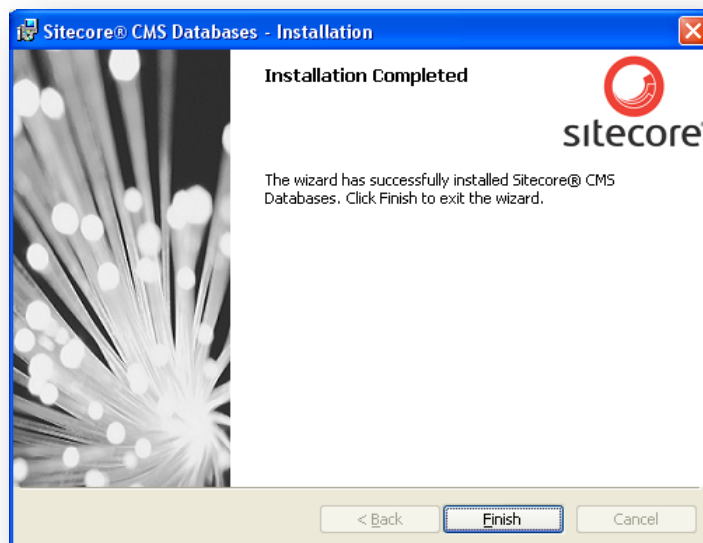 Sitecore® CMS Databases - Installation
Installation Completed
sitecore
The wizard has successfully installed Sitecore® CMS
Databases. Click Finish to exit the wizard.
< Back
Finish
Cancel